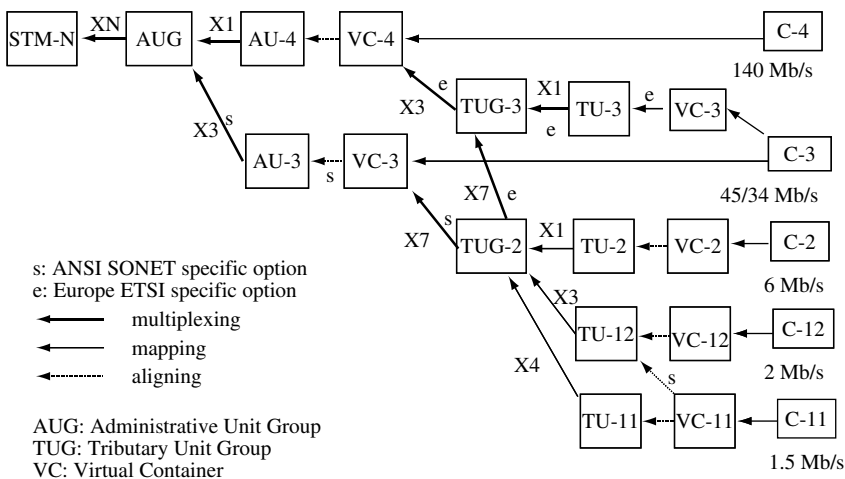 XN
X1
STM-N
AUG
AU-4
VC-4
C-4
140 Mb/s
e
X1
X3
TUG-3
TU-3
e
VC-3
e
X3
s
AU-3
s
VC-3
C-3
45/34 Mb/s
X7
e
s
X7
X1
TUG-2
TU-2
VC-2
C-2
6 Mb/s
s: ANSI SONET specific option
e: Europe ETSI specific option
X3
multiplexing
TU-12
VC-12
C-12
mapping
X4
2 Mb/s
aligning
s
TU-11
VC-11
C-11
1.5 Mb/s
AUG: Administrative Unit Group
TUG: Tributary Unit Group
VC: Virtual Container